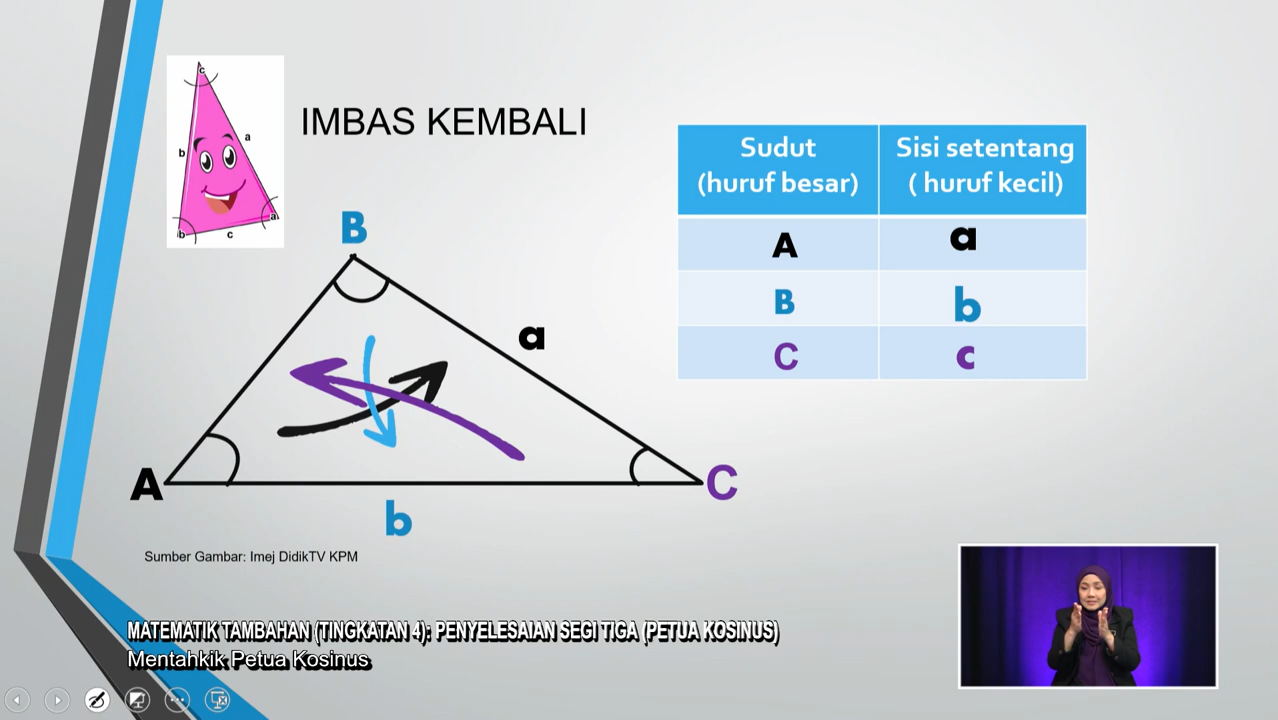 c
a
b
a
b
c
IMBAS KEMBALI
Sudut
(huruf besar)
Sisi setentang
( huruf kecil)
A
a
B
b
C
c
B
a
A
C
b
Sumber Gambar: Imej DidikTV KPM
MATEMATIK TAMBAHAN (TINGKATAN 4): PENYELESAIAN SEGI TIGA (PETUA KOSINUS)
Mentahkik Petua Kosinus